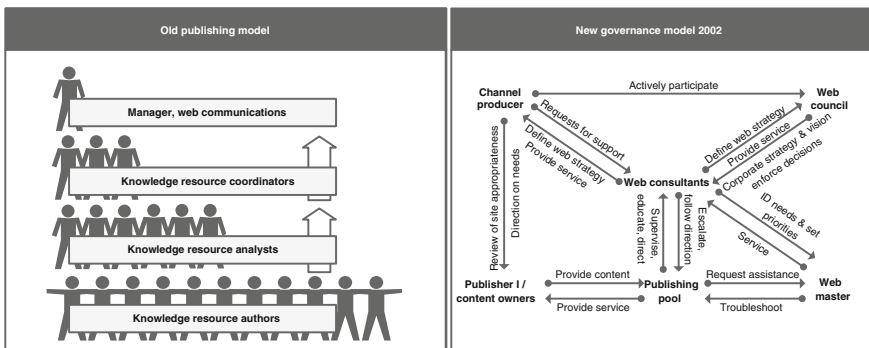 Old publishing model
Manager, web communications
Knowledge resource coordinators
Knowledge resource analysts
Knowledge resource authors
New governance model 2002
Channel
producer
Actively participate
Web
council
Requests for support
Define web strategy
Provide service
Define web strategy
Provide service
Corporate strategy & vision
enforce decisions
Review of site appropriateness
Direction on needs
Web consultants
Supervise,
educate, direct
Escalate,
follow direction
ID needs & set
priorities
Service
Publisher I /
content owners
Provide content
Provide service
Publishing
pool
Request assistance
Troubleshoot
Web
master